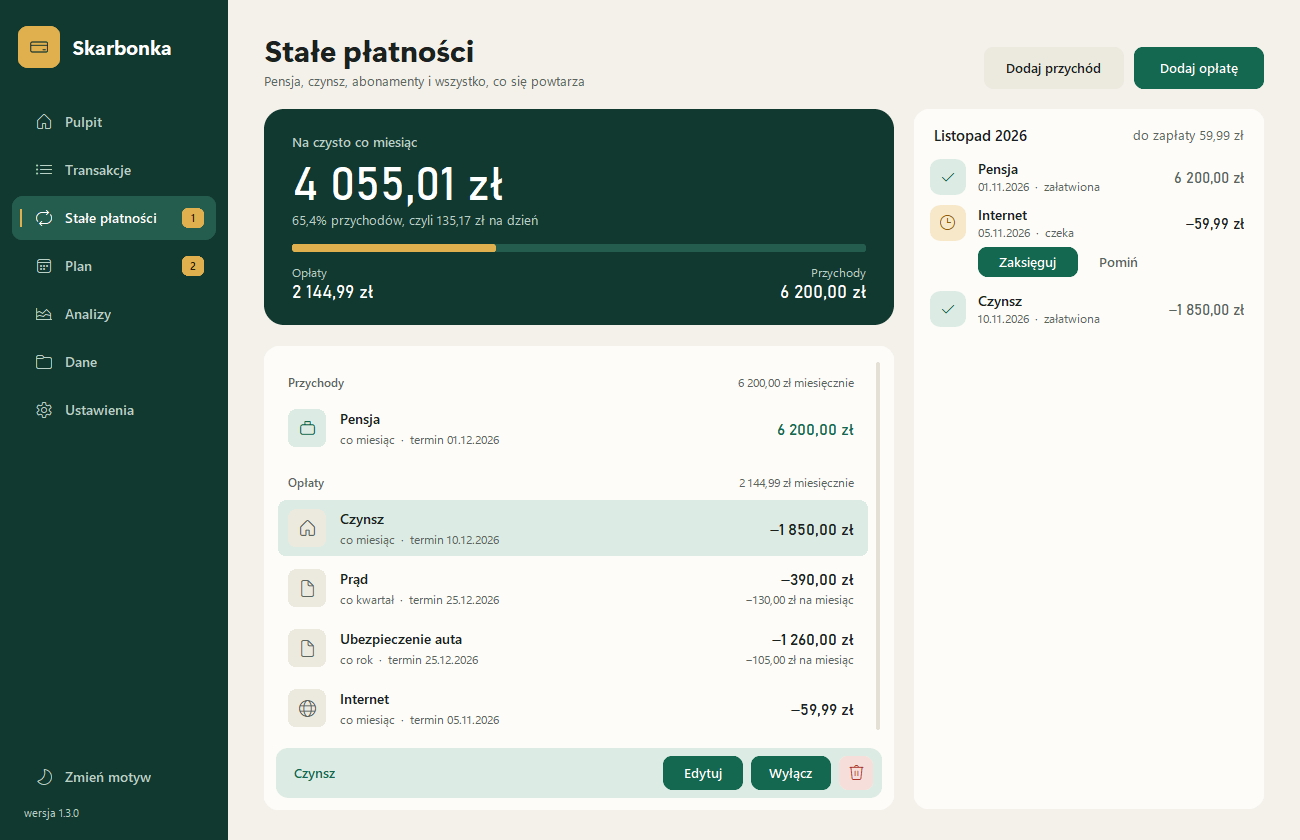 Skarbonka
Pulpit
Transakcje
Stałe płatności 1
Plan 2
Analizy
Dane
Ustawienia
Zmień motyw
wersja 1.3.0
Stałe płatności
Pensja, czynsz, abonamenty i wszystko, co się powtarza
Dodaj przychód
Dodaj opłatę
Na czysto co miesiąc
4 055,01 zł
65,4% przychodów, czyli 135,17 zł na dzień
Opłaty Przychody
2 144,99 zł 6 200,00 zł
Przychody 6 200,00 zł miesięcznie
Pensja
co miesiąc · termin 01.12.2026
6 200,00 zł
Opłaty 2 144,99 zł miesięcznie
Czynsz
co miesiąc · termin 10.12.2026
−1 850,00 zł
Prąd −390,00 zł
co kwartał · termin 25.12.2026 −130,00 zł na miesiąc
Ubezpieczenie auta −1 260,00 zł
co rok · termin 25.12.2026 −105,00 zł na miesiąc
Internet
co miesiąc · termin 05.11.2026
−59,99 zł
Czynsz Edytuj Wyłącz
Listopad 2026 do zapłaty 59,99 zł
Pensja
01.11.2026 · załatwiona
6 200,00 zł
Internet
05.11.2026 · czeka
−59,99 zł
Zaksięguj Pomiń
Czynsz
10.11.2026 · załatwiona
−1 850,00 zł